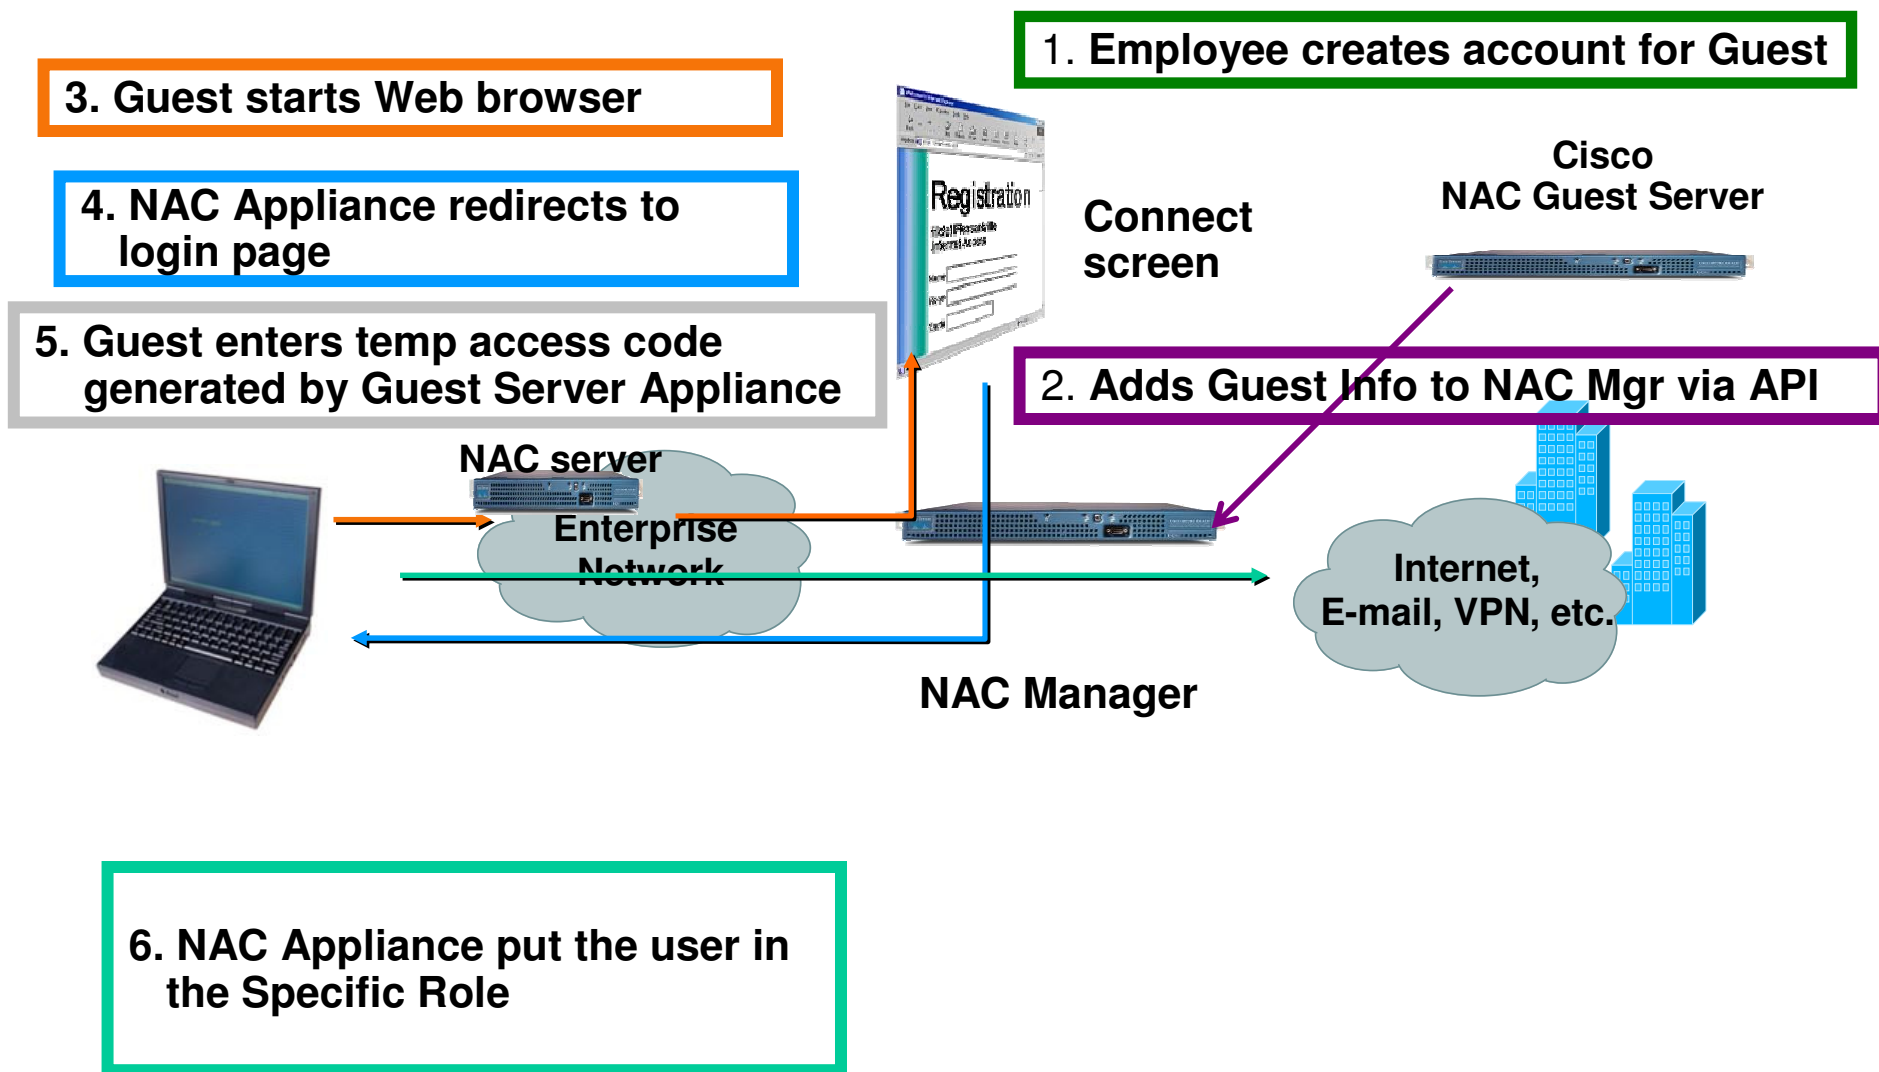 1. Employee creates account for Guest
3. Guest starts Web browser
Cisco
NAC Guest Server
4. NAC Appliance redirects to
login page
Registration
Connect
screen
5. Guest enters temp access code
generated by Guest Server Appliance
2. Adds Guest Info to NAC Mgr via API
NAC server
Enterprise
Network
Internet,
E-mail, VPN, etc.
NAC Manager
6. NAC Appliance put the user in
the Specific Role